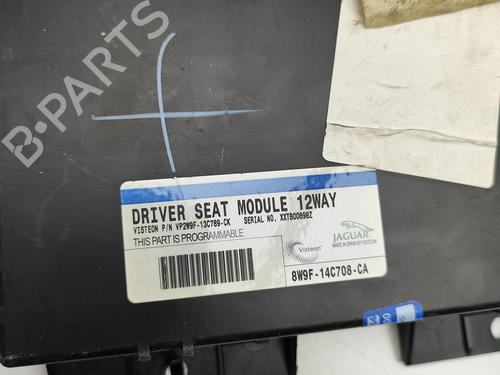 B-PARTS
DRIVER SEAT MODULE 12WAY
VISTEON P/N VP2W9F-13C789-CK SERIAL NO. XXT800898Z
THIS PART IS PROGRAMMABLE
Visteon
JAGUAR
MADE IN SPAIN BY VISTEON
8W9F-14C708-CA